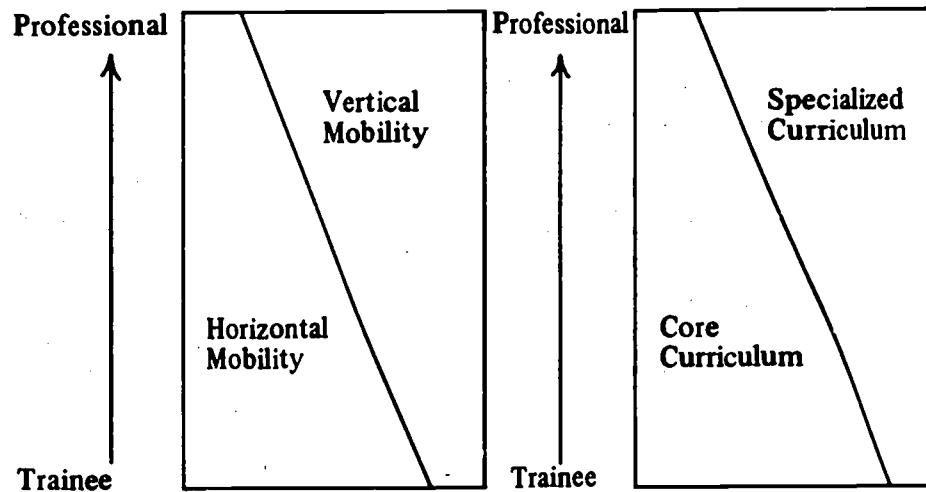 Professional
Vertical
Mobility
Horizontal
Mobility
Trainee
Professional
Specialized
Curriculum
Core
Curriculum
Trainee